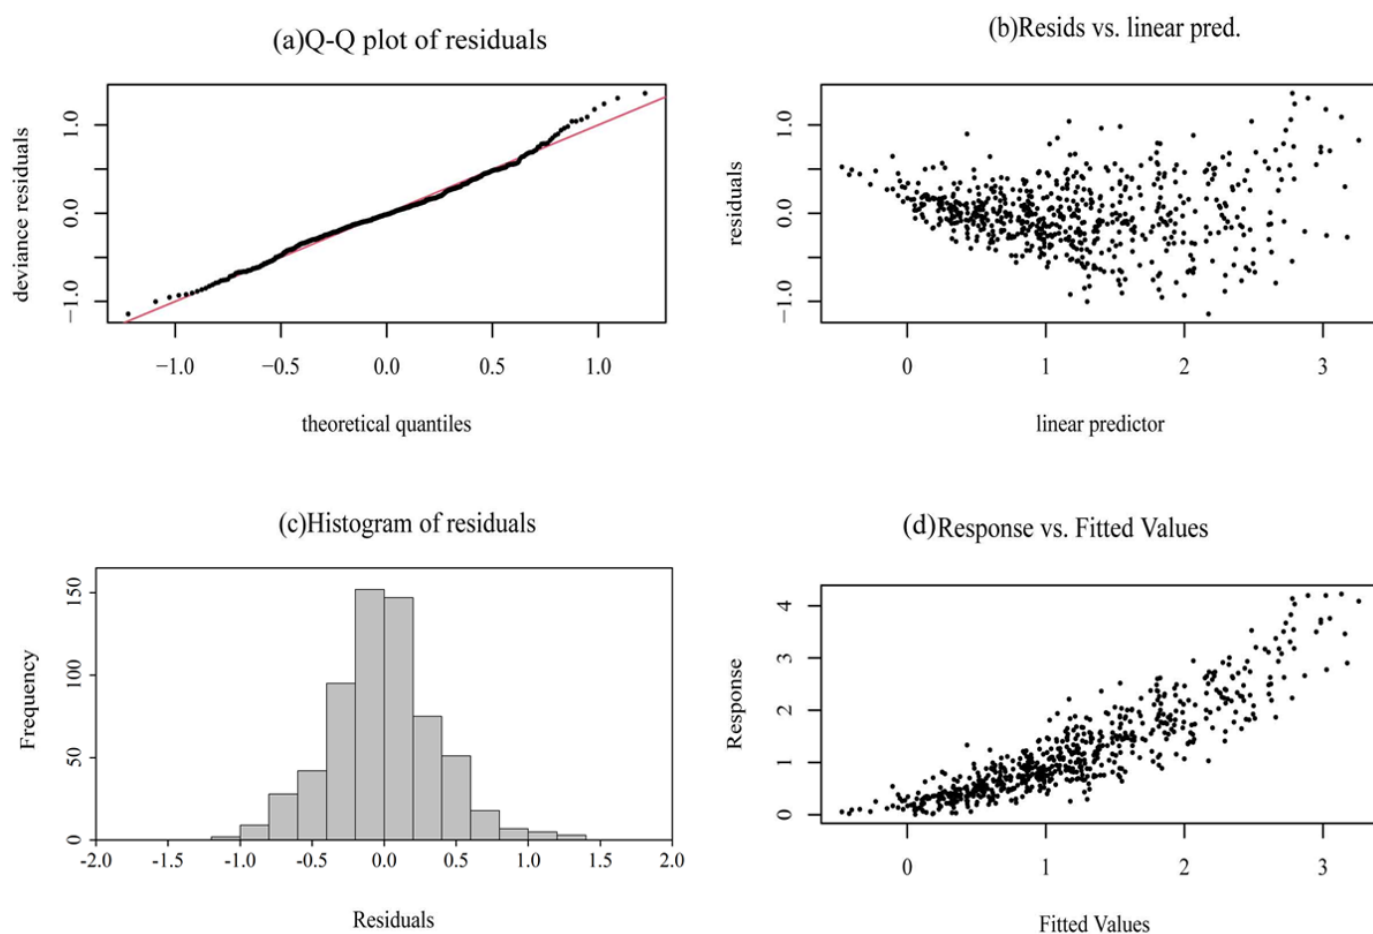 (a)Q-Q plot of residuals
deviance residuals
1.0
0.0
−1.0
−1.0 −0.5 0.0 0.5 1.0
theoretical quantiles
(b)Resids vs. linear pred.
residuals
1.0
0.0
−1.0
0 1 2 3
linear predictor
(c)Histogram of residuals
Frequency
150
100
50
0
-2.0 -1.5 -1.0 -0.5 0.0 0.5 1.0 1.5 2.0
Residuals
(d)Response vs. Fitted Values
Response
4
3
2
1
0
0 1 2 3
Fitted Values